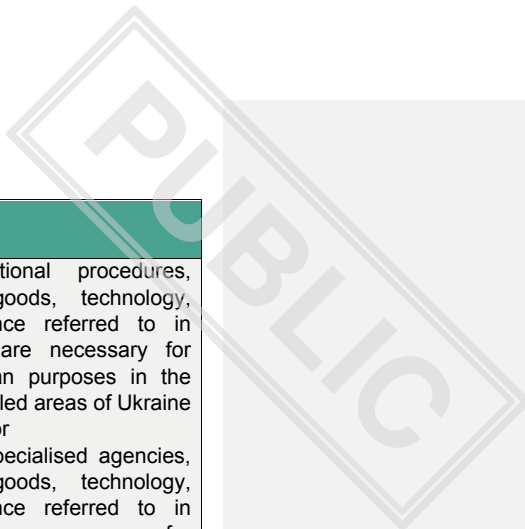 PUBLIC
tional procedures,
goods, technology,
nce referred to in
are necessary for
an purposes in the
led areas of Ukraine
or
pecialised agencies,
goods, technology,
nce referred to in